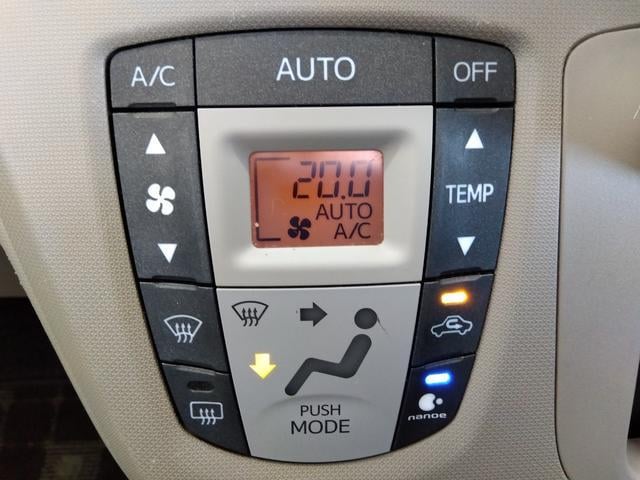 A/C AUTO OFF
20.0
AUTO
A/C
TEMP
PUSH
MODE
nanoe